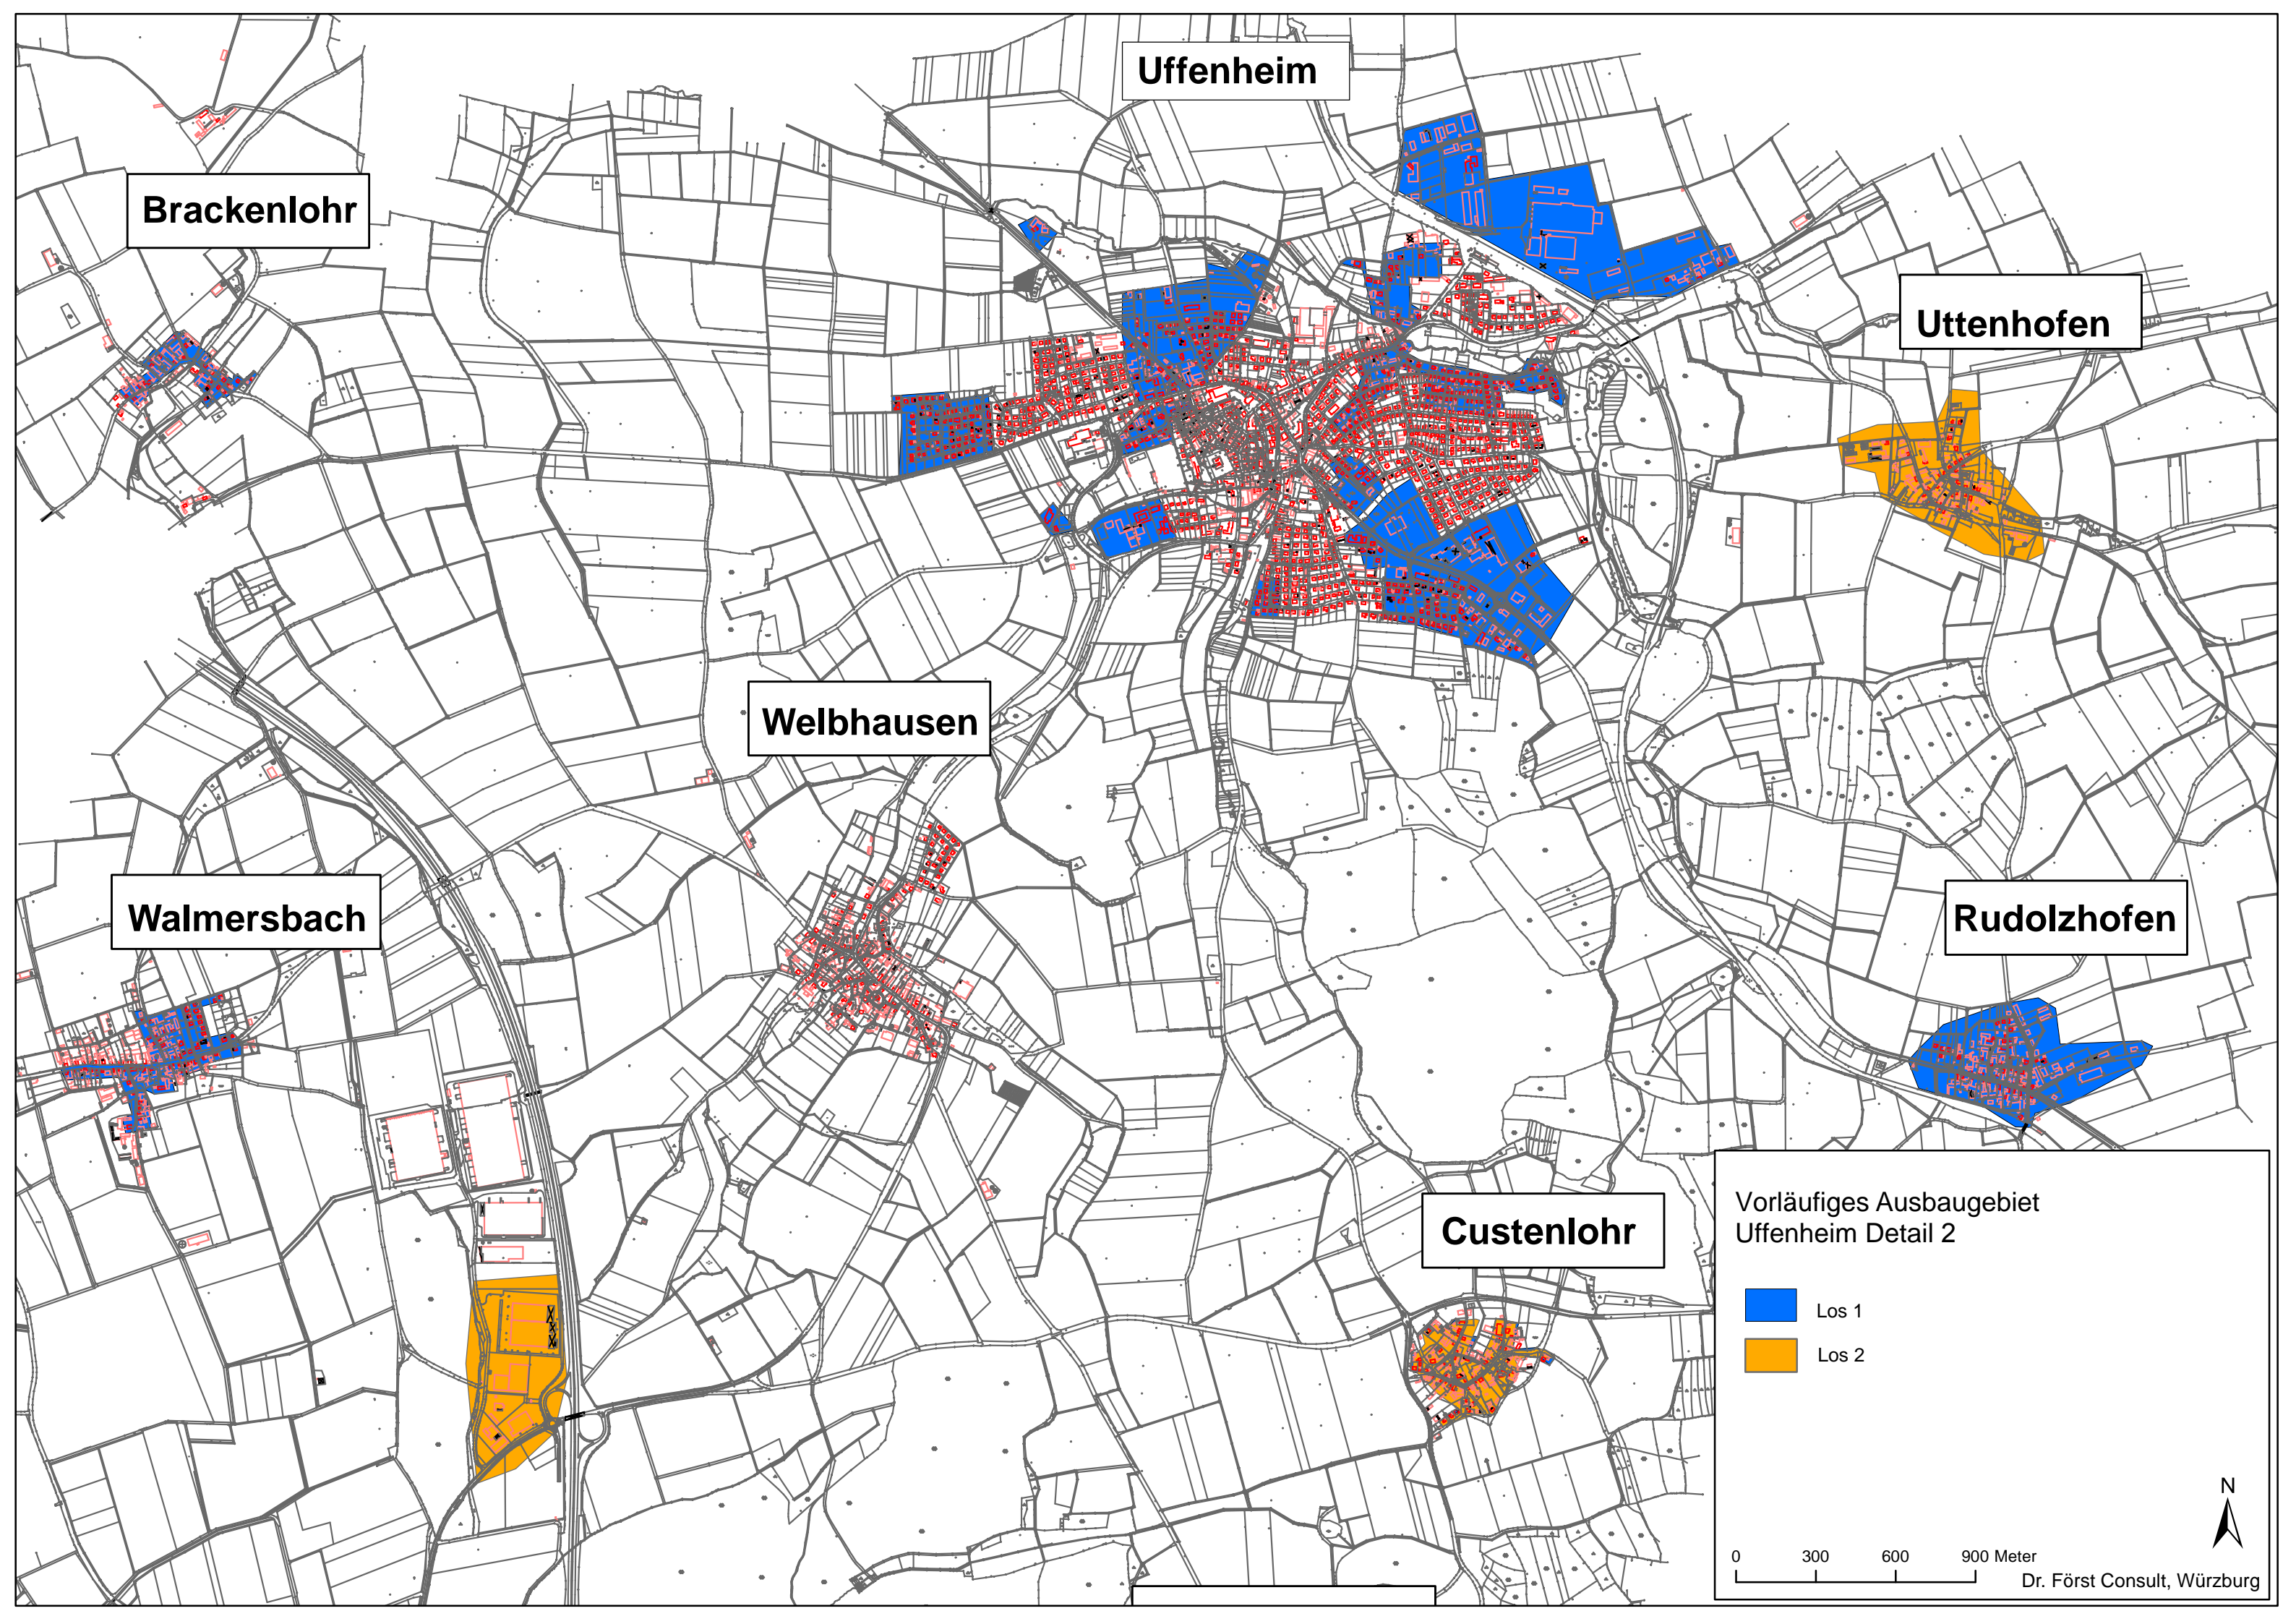 Uffenheim
Brackenlohr
Uttenhofen
Welbhausen
Walmersbach
Rudolzhofen
Custenlohr
Vorläufiges Ausbaugebiet
Uffenheim Detail 2
Los 1
Los 2
N
0 300 600 900 Meter
Dr. Först Consult, Würzburg